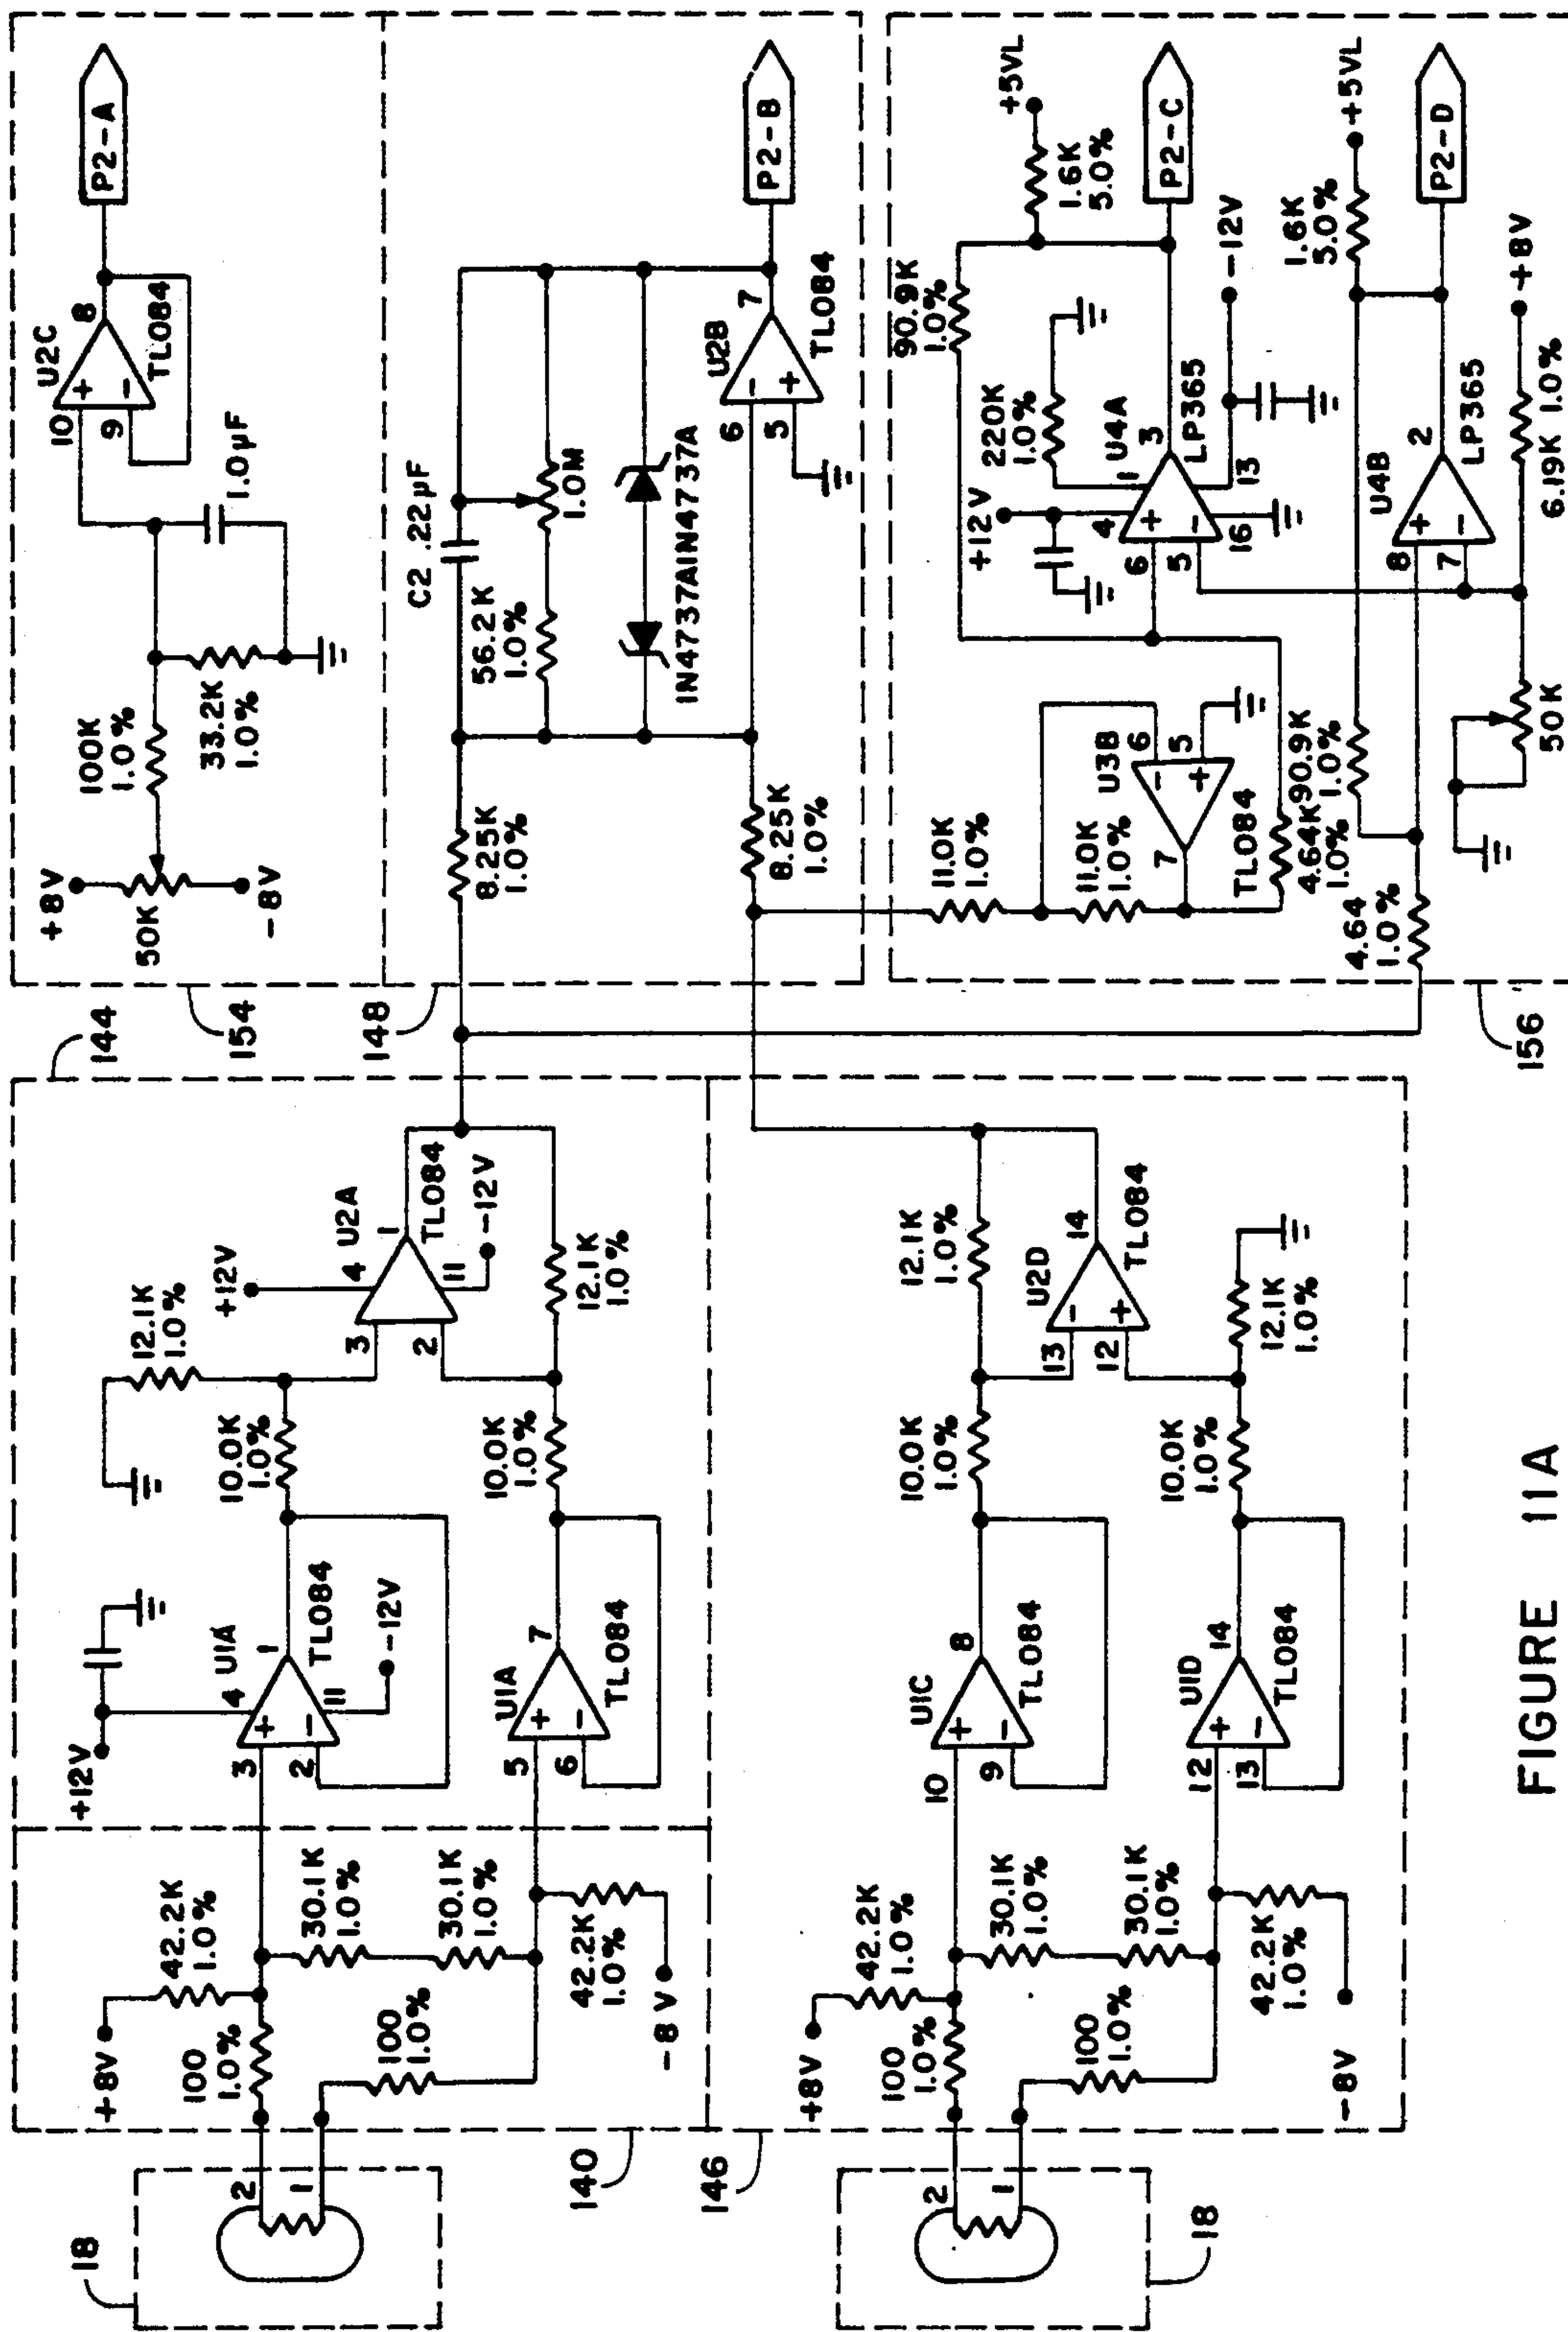 18
2
1
140
+8V
42.2K
1.0%
100
1.0%
30.1K
1.0%
30.1K
1.0%
100
1.0%
42.2K
1.0%
-8V
144
+12V
4
U1A
3
+
1
2
-
11
TL084
-12V
U1A
5
+
7
6
-
TL084
10.0K
1.0%
12.1K
1.0%
10.0K
1.0%
+12V
4
U2A
3
1
2
TL084
11
-12V
12.1K
1.0%
18
2
1
146
+8V
42.2K
1.0%
100
1.0%
30.1K
1.0%
30.1K
1.0%
100
1.0%
42.2K
1.0%
-8V
U1C
10
+
8
9
-
TL084
U1D
12
+
14
13
-
TL084
10.0K
1.0%
12.1K
1.0%
10.0K
1.0%
U2D
13
-
14
12
+
TL084
12.1K
1.0%
154
+8V
50K
-8V
100K
1.0%
33.2K
1.0%
1.0µF
U2C
10
+
8
9
-
TL084
P2-A
148
8.25K
1.0%
C2 .22µF
56.2K
1.0%
1.0M
1N4737A1N4737A
8.25K
1.0%
U2B
6
-
7
5
+
TL084
P2-B
156
11.0K
1.0%
11.0K
1.0%
U3B
6
-
7
5
+
TL084
4.64K
1.0%
90.9K
1.0%
+12V
220K
1.0%
4
1
U4A
6
+
3
5
-
LP365
16
13
-12V
1.6K
5.0%
+5VL
P2-C
4.64
1.0%
90.9K
1.0%
U4B
8
+
2
7
-
LP365
1.6K
5.0%
+5VL
P2-D
50K
6.19K 1.0%
+8V
FIGURE 11A